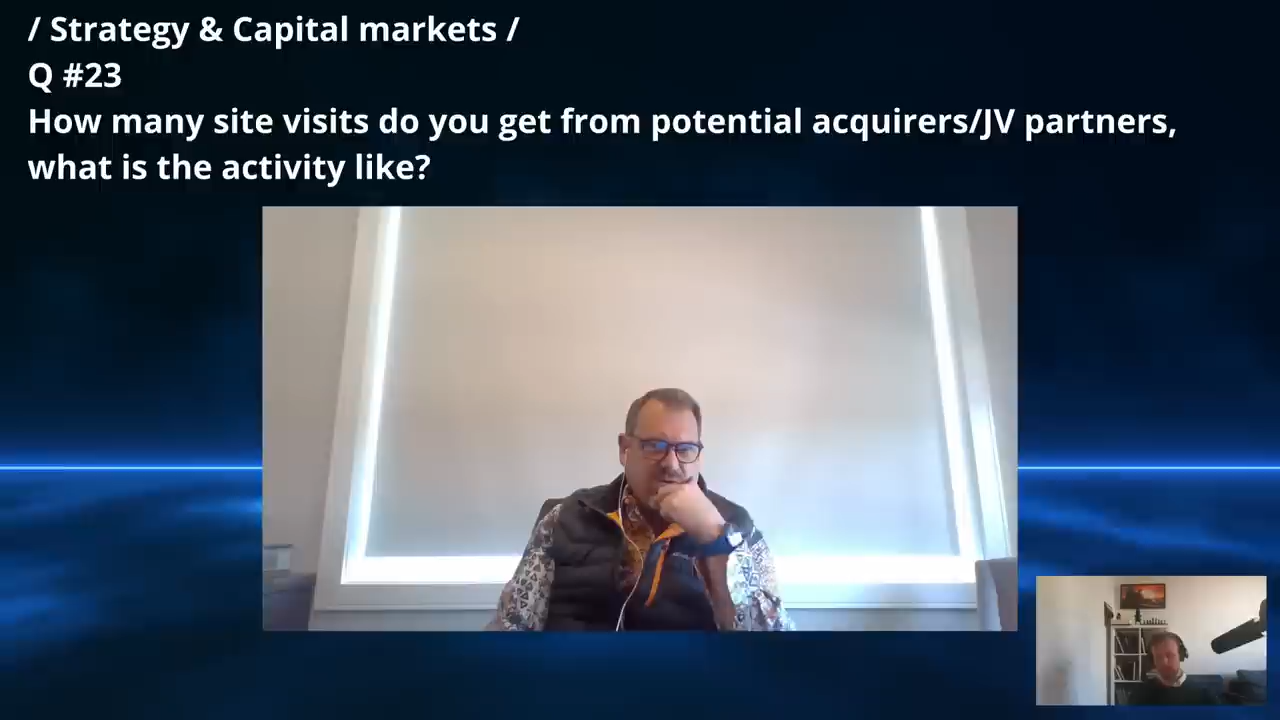 / Strategy & Capital markets /
Q #23
How many site visits do you get from potential acquirers/JV partners,
what is the activity like?